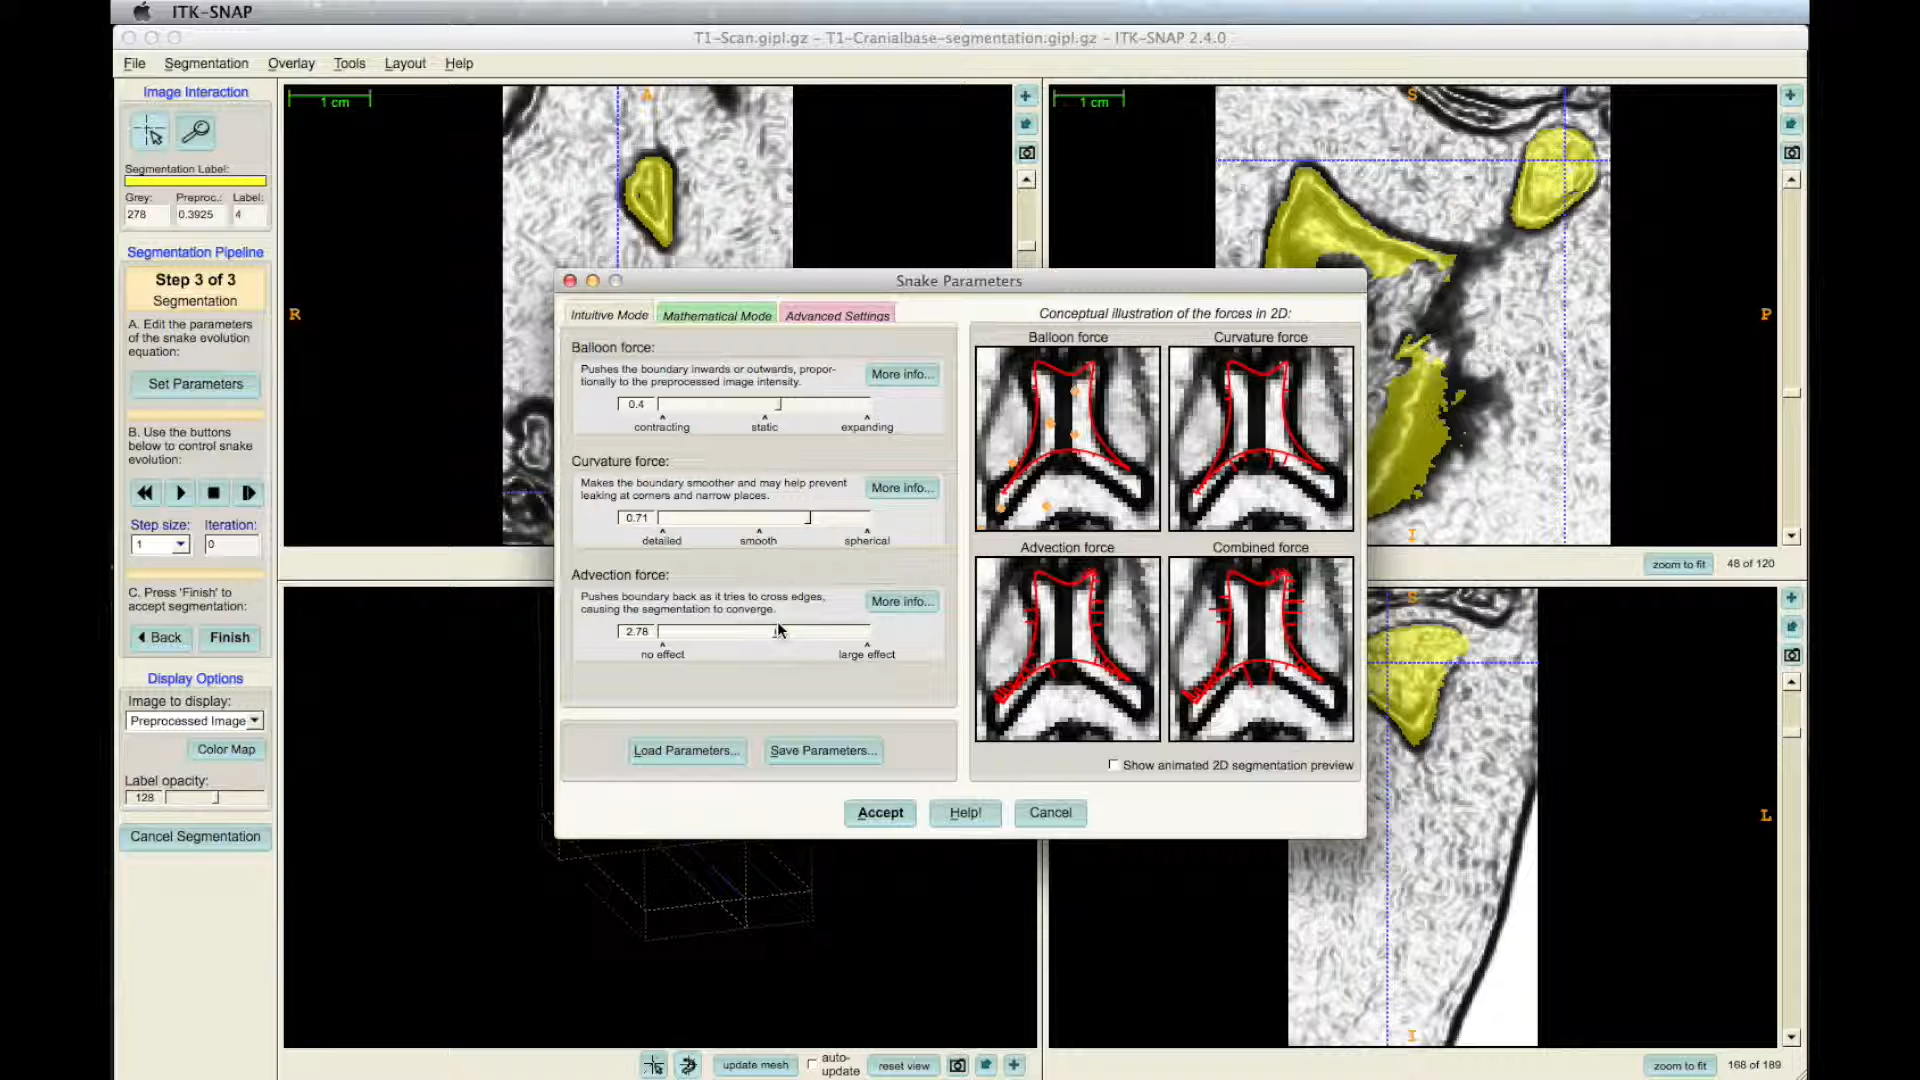 ITK-SNAP
T1-Scan.gipl.gz - T1-Cranialbase-segmentation.gipl.gz - ITK-SNAP 2.4.0
File Segmentation Overlay Tools Layout Help
Image Interaction
Segmentation Label:
Grey: Preproc.: Label:
278 0.3925 4
Segmentation Pipeline
Step 3 of 3
Segmentation
A. Edit the parameters
of the snake evolution
equation:
Set Parameters
B. Use the buttons
below to control snake
evolution:
Step size: Iteration:
1 0
C. Press 'Finish' to
accept segmentation:
Back Finish
Display Options
Image to display:
Preprocessed Image
Color Map
Label opacity:
128
Cancel Segmentation
1 cm
A
R
1 cm
S
P
I
zoom to fit 48 of 120
Snake Parameters
Intuitive Mode Mathematical Mode Advanced Settings
Balloon force:
Pushes the boundary inwards or outwards, propor-
tionally to the preprocessed image intensity.
More info...
0.4
contracting static expanding
Curvature force:
Makes the boundary smoother and may help prevent
leaking at corners and narrow places.
More info...
0.71
detailed smooth spherical
Advection force:
Pushes boundary back as it tries to cross edges,
causing the segmentation to converge.
More info...
2.78
no effect large effect
Load Parameters... Save Parameters...
Conceptual illustration of the forces in 2D:
Balloon force Curvature force
Advection force Combined force
Show animated 2D segmentation preview
Accept Help! Cancel
S
L
I
update mesh auto-
update reset view
zoom to fit 168 of 189